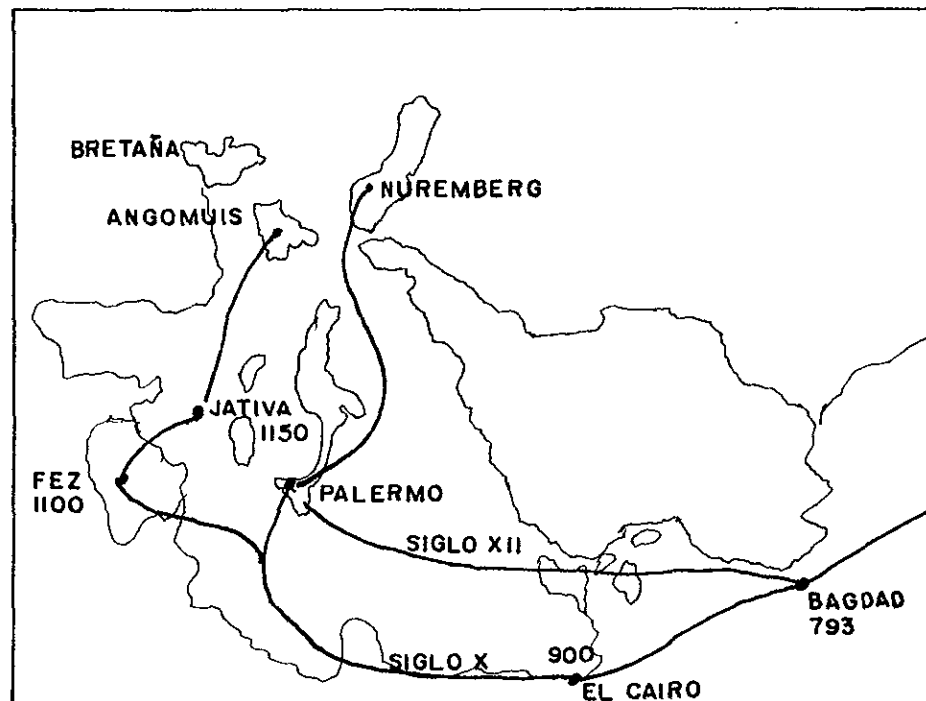 BRETAÑA
NUREMBERG
ANGOMUIS
JATIVA
1150
FEZ
1100
PALERMO
SIGLO XII
BAGDAD
793
SIGLO X
900
EL CAIRO